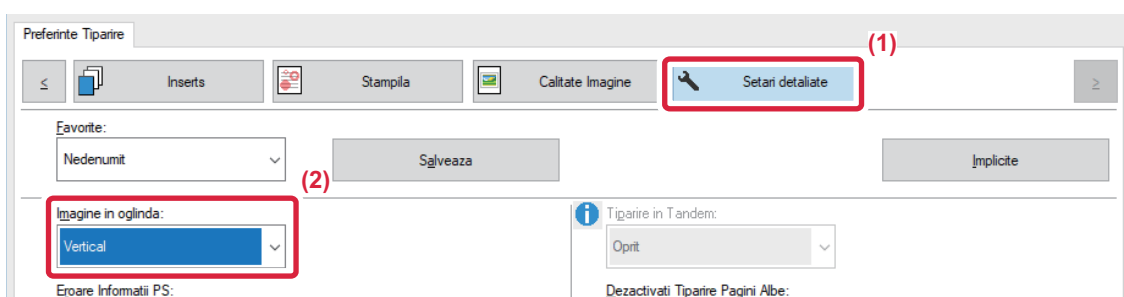 Preferinte Tiparire
(1)
< Inserts Stampila Calitate Imagine Setari detaliate >
Favorite:
Nedenumit Salveaza Implicite
(2)
Imagine in oglinda: Tiparire in Tandem:
Vertical Oprit
Eroare Informatii PS: Dezactivati Tiparire Pagini Albe: